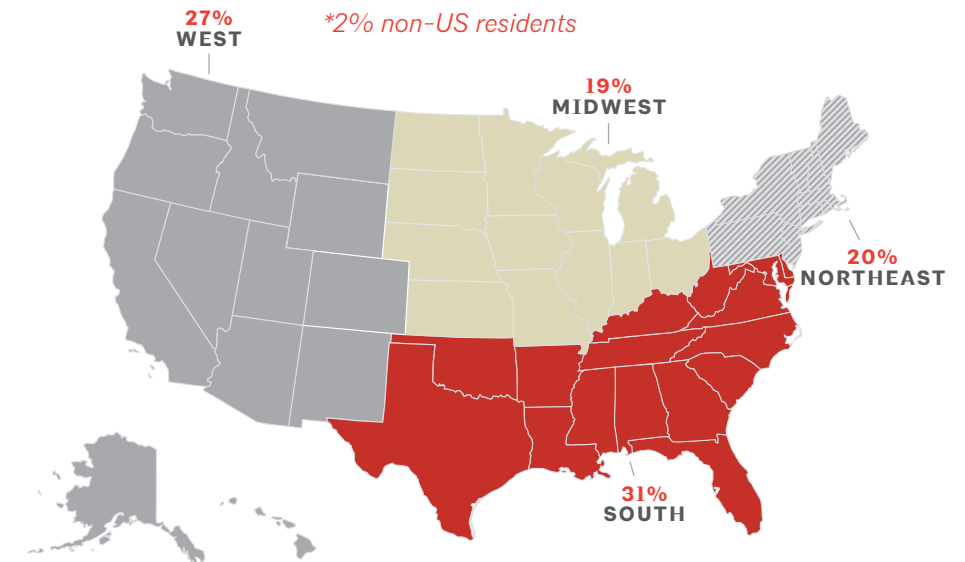 27%
WEST
*2% non-US residents
19%
MIDWEST
20%
NORTHEAST
31%
SOUTH